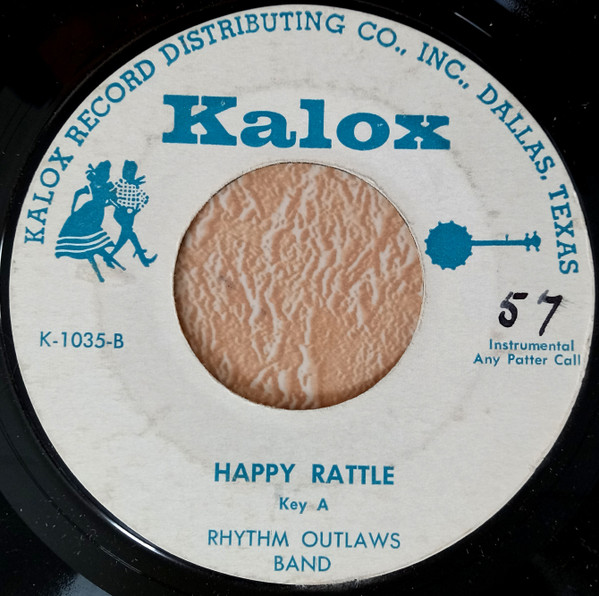 KALOX RECORD DISTRIBUTING CO., INC., DALLAS, TEXAS
Kalox
57
K-1035-B
Instrumental
Any Patter Call
HAPPY RATTLE
Key A
RHYTHM OUTLAWS
BAND